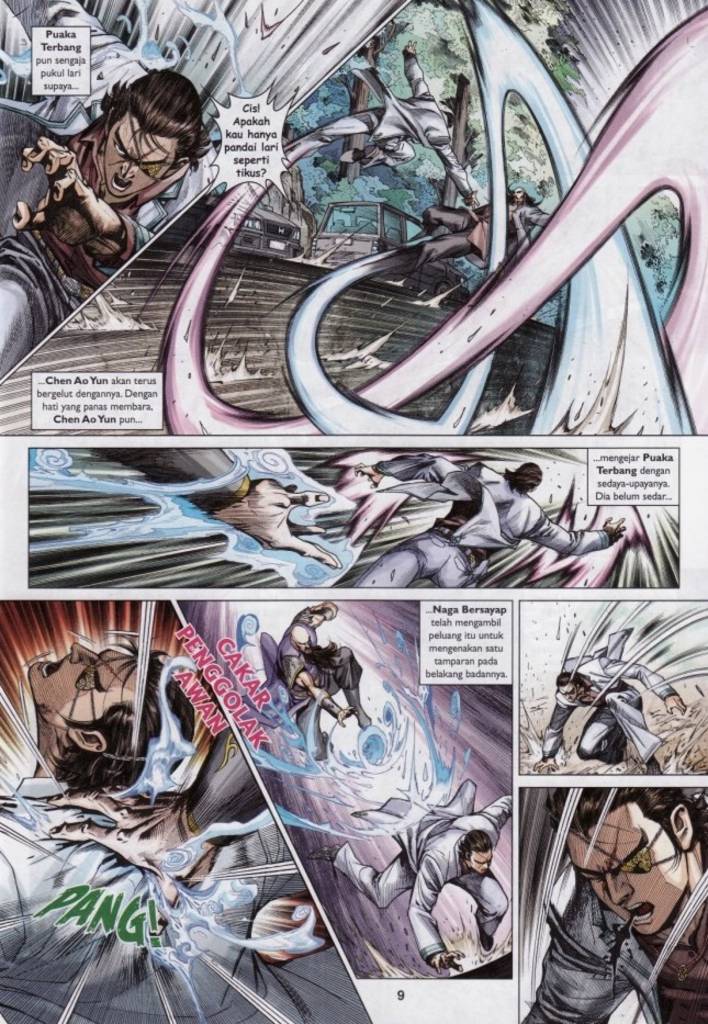 Puaka
Terbang
pun sengaja
pukul lari
supaya...
Cis!
Apakah
kau hanya
pandai lari
seperti
tikus?
...Chen Ao Yun akan terus
bergelut dengannya. Dengan
hati yang panas membara,
Chen Ao Yun pun...
...mengejar Puaka
Terbang dengan
sedaya-upayanya.
Dia belum sedar...
...Naga Bersayap
telah mengambil
peluang itu untuk
mengenakan satu
tamparan pada
belakang badannya.
CAKAR
PENGGOLAK
AWAN
PANG!
9